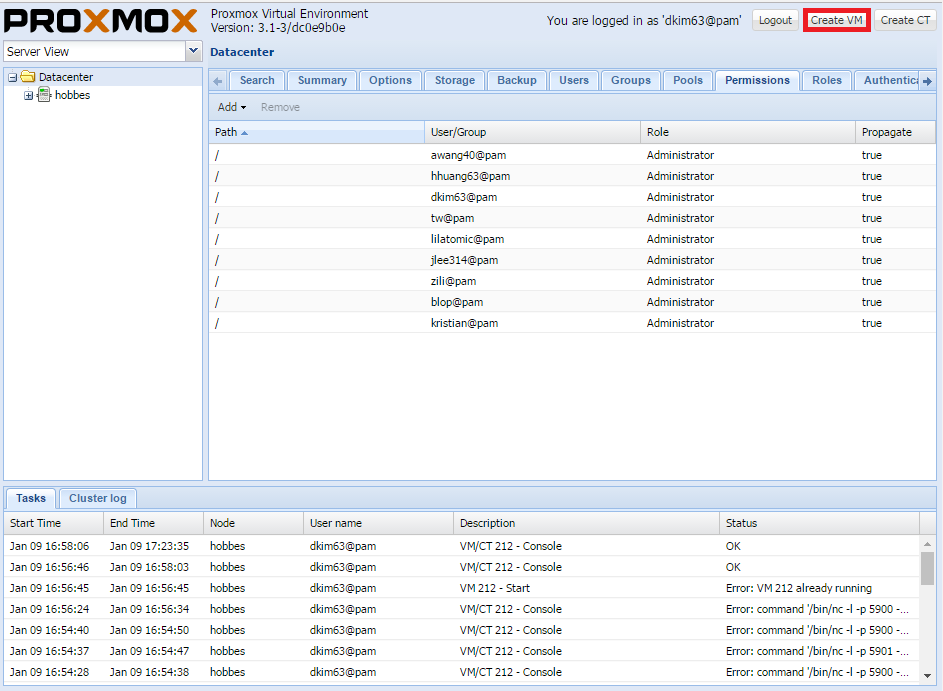 PROXMOX
Proxmox Virtual Environment
Version: 3.1-3/dc0e9b0e
You are logged in as 'dkim63@pam' Logout Create VM Create CT
Server View
Datacenter
hobbes
Datacenter
Search Summary Options Storage Backup Users Groups Pools Permissions Roles Authentica
Add Remove
Path User/Group Role Propagate
/ awang40@pam Administrator true
/ hhuang63@pam Administrator true
/ dkim63@pam Administrator true
/ tw@pam Administrator true
/ lilatomic@pam Administrator true
/ jlee314@pam Administrator true
/ zili@pam Administrator true
/ blop@pam Administrator true
/ kristian@pam Administrator true
Tasks Cluster log
Start Time End Time Node User name Description Status
Jan 09 16:58:06 Jan 09 17:23:35 hobbes dkim63@pam VM/CT 212 - Console OK
Jan 09 16:56:46 Jan 09 16:58:03 hobbes dkim63@pam VM/CT 212 - Console OK
Jan 09 16:56:45 Jan 09 16:56:45 hobbes dkim63@pam VM 212 - Start Error: VM 212 already running
Jan 09 16:56:24 Jan 09 16:56:34 hobbes dkim63@pam VM/CT 212 - Console Error: command '/bin/nc -l -p 5900 -...
Jan 09 16:54:40 Jan 09 16:54:50 hobbes dkim63@pam VM/CT 212 - Console Error: command '/bin/nc -l -p 5900 -...
Jan 09 16:54:37 Jan 09 16:54:47 hobbes dkim63@pam VM/CT 212 - Console Error: command '/bin/nc -l -p 5901 -...
Jan 09 16:54:28 Jan 09 16:54:38 hobbes dkim63@pam VM/CT 212 - Console Error: command '/bin/nc -l -p 5900 -...